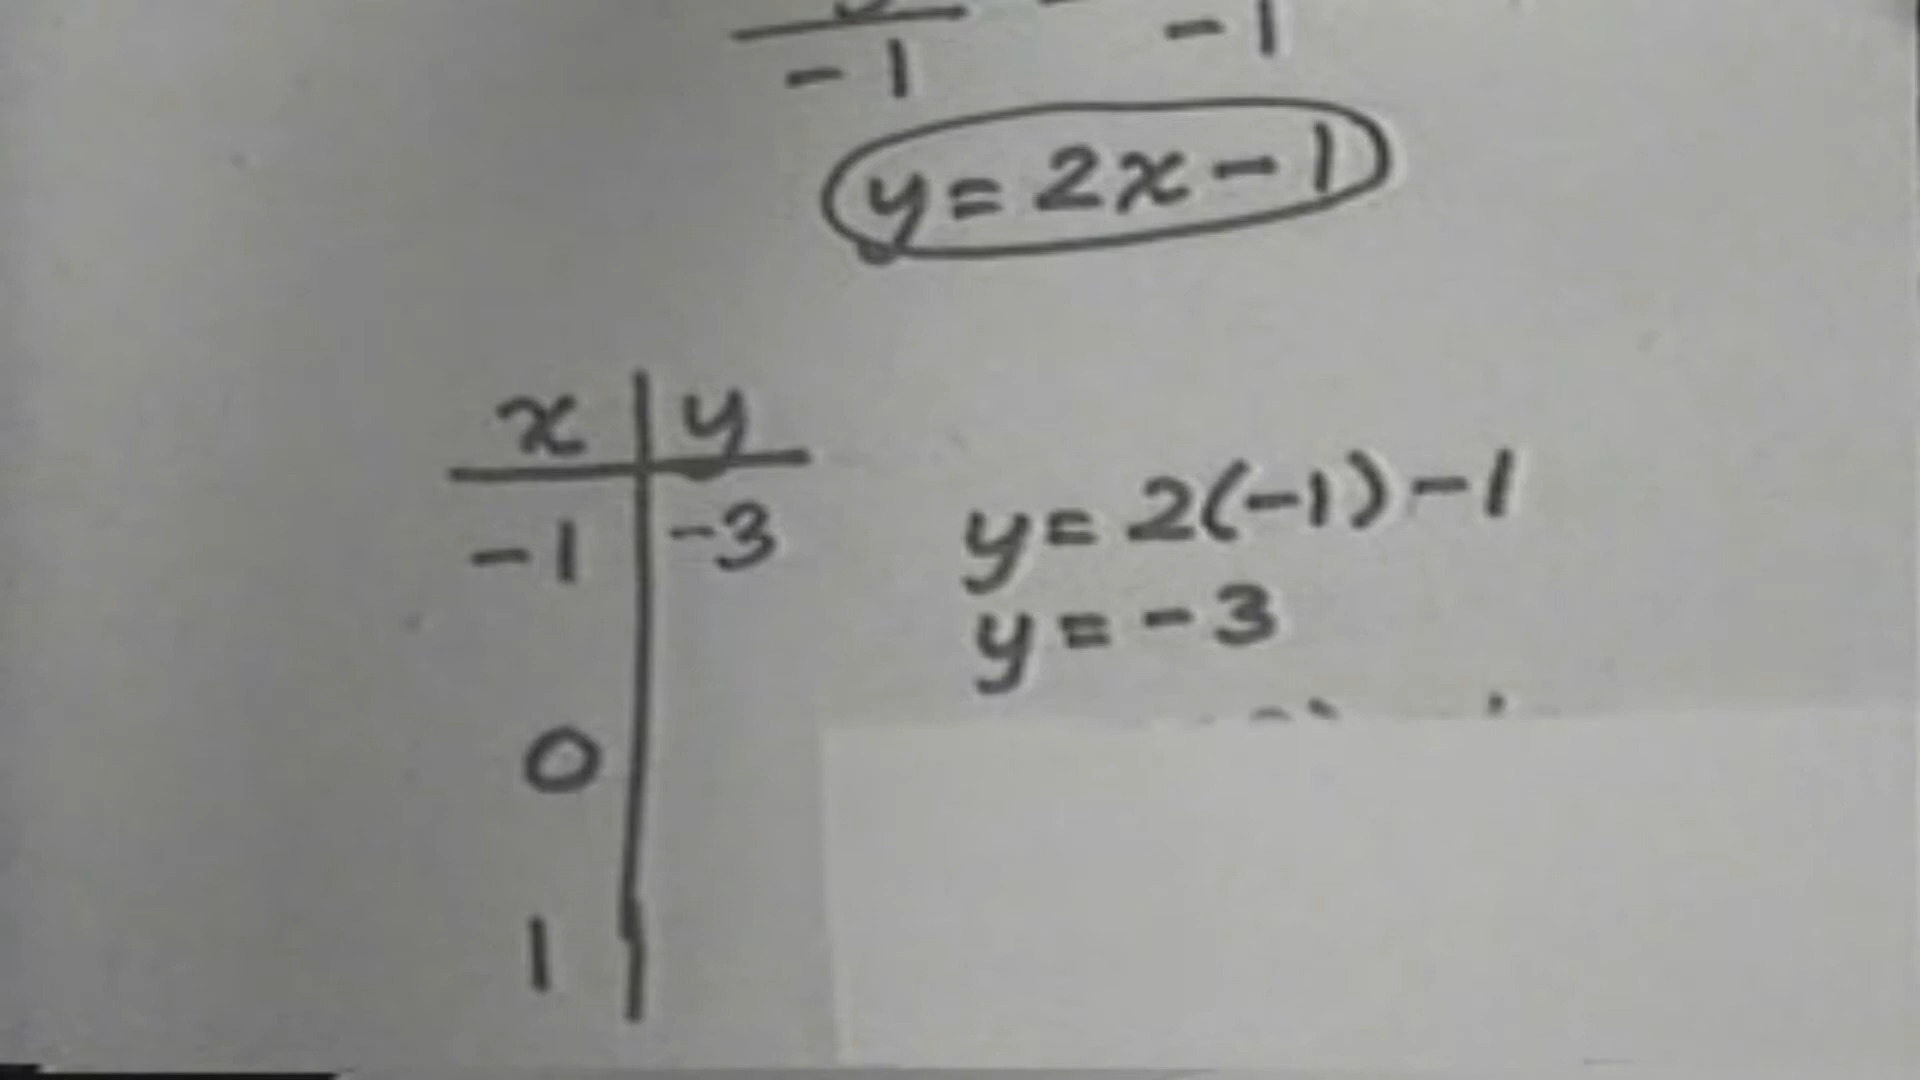 -1 -1
y = 2x - 1
x y
-1 -3
y = 2(-1) - 1
y = -3
0
1